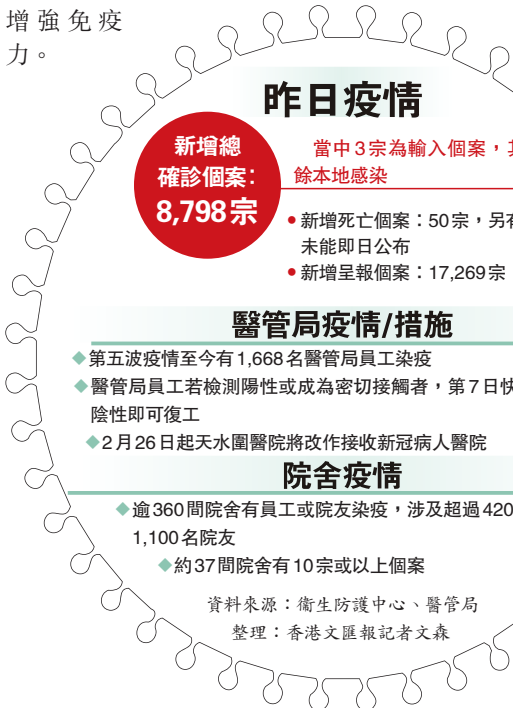 增強免疫
力。
昨日疫情
新增總
確診個案：
8,798宗
當中3宗為輸入個案，
餘本地感染
●新增死亡個案：50宗，另
未能即日公布
●新增呈報個案：17,269宗
醫管局疫情/措施
◆第五波疫情至今有1,668名醫管局員工染疫
◆醫管局員工若檢測陽性或成為密切接觸者，第7日
陰性即可復工
◆2月26日起天水圍醫院將改作接收新冠病人醫院
院舍疫情
◆逾360間院舍有員工或院友染疫，涉及超過420
1,100名院友
◆約37間院舍有10宗或以上個案
資料來源：衞生防護中心、醫管局
整理：香港文匯報記者文森